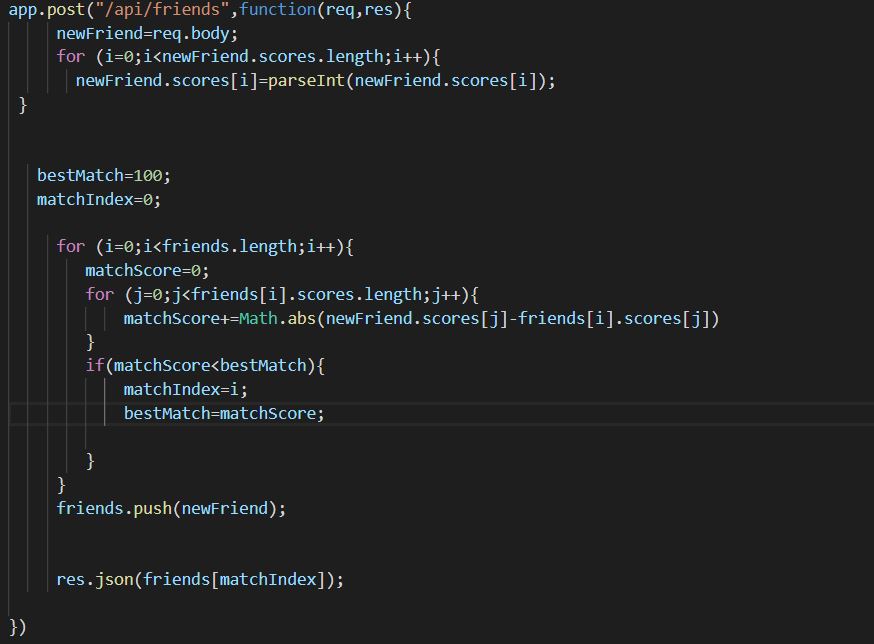 app.post("/api/friends",function(req,res){
newFriend=req.body;
for (i=0;i<newFriend.scores.length;i++){
newFriend.scores[i]=parseInt(newFriend.scores[i]);
}
bestMatch=100;
matchIndex=0;
for (i=0;i<friends.length;i++){
matchScore=0;
for (j=0;j<friends[i].scores.length;j++){
matchScore+=Math.abs(newFriend.scores[j]-friends[i].scores[j])
}
if(matchScore<bestMatch){
matchIndex=i;
bestMatch=matchScore;
}
}
friends.push(newFriend);
res.json(friends[matchIndex]);
})